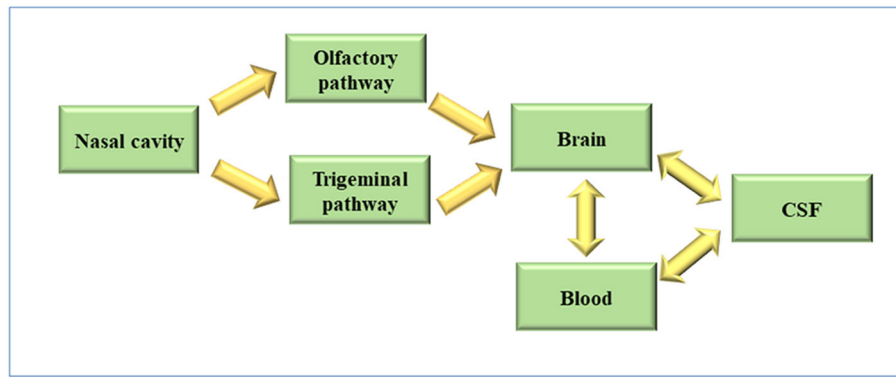 Nasal cavity
Olfactory
pathway
Trigeminal
pathway
Brain
Blood
CSF